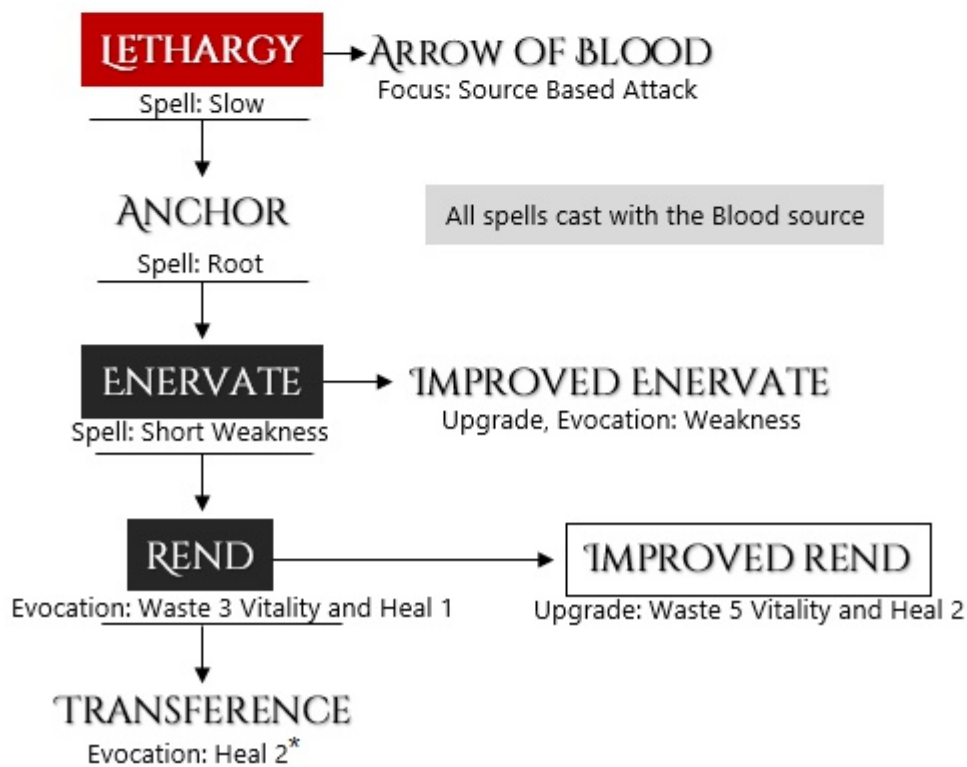 LETHARGY
ARROW OF BLOOD
Focus: Source Based Attack
Spell: Slow
ANCHOR
All spells cast with the Blood source
Spell: Root
ENERVATE
IMPROVED ENERVATE
Upgrade, Evocation: Weakness
Spell: Short Weakness
REND
IMPROVED REND
Evocation: Waste 3 Vitality and Heal 1
Upgrade: Waste 5 Vitality and Heal 2
TRANSFERENCE
Evocation: Heal 2*